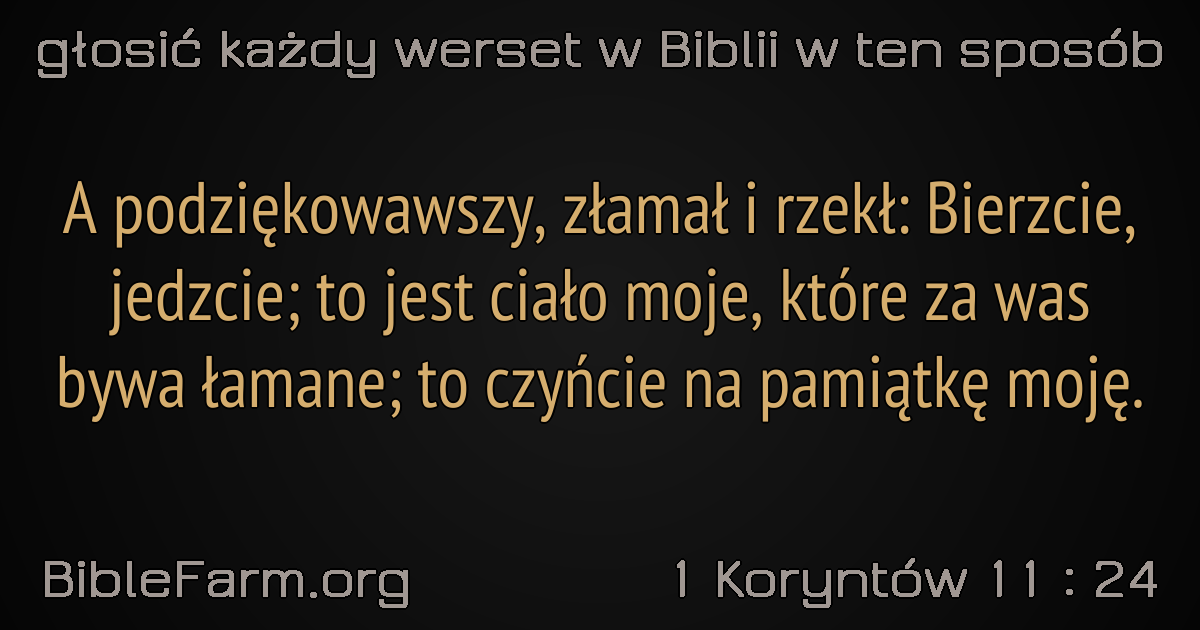 głosić każdy werset w Biblii w ten sposób
A podziękowawszy, złamał i rzekł: Bierzcie,
jedzcie; to jest ciało moje, które za was
bywa łamane; to czyńcie na pamiątkę moję.
BibleFarm.org
1 Koryntów 11 : 24